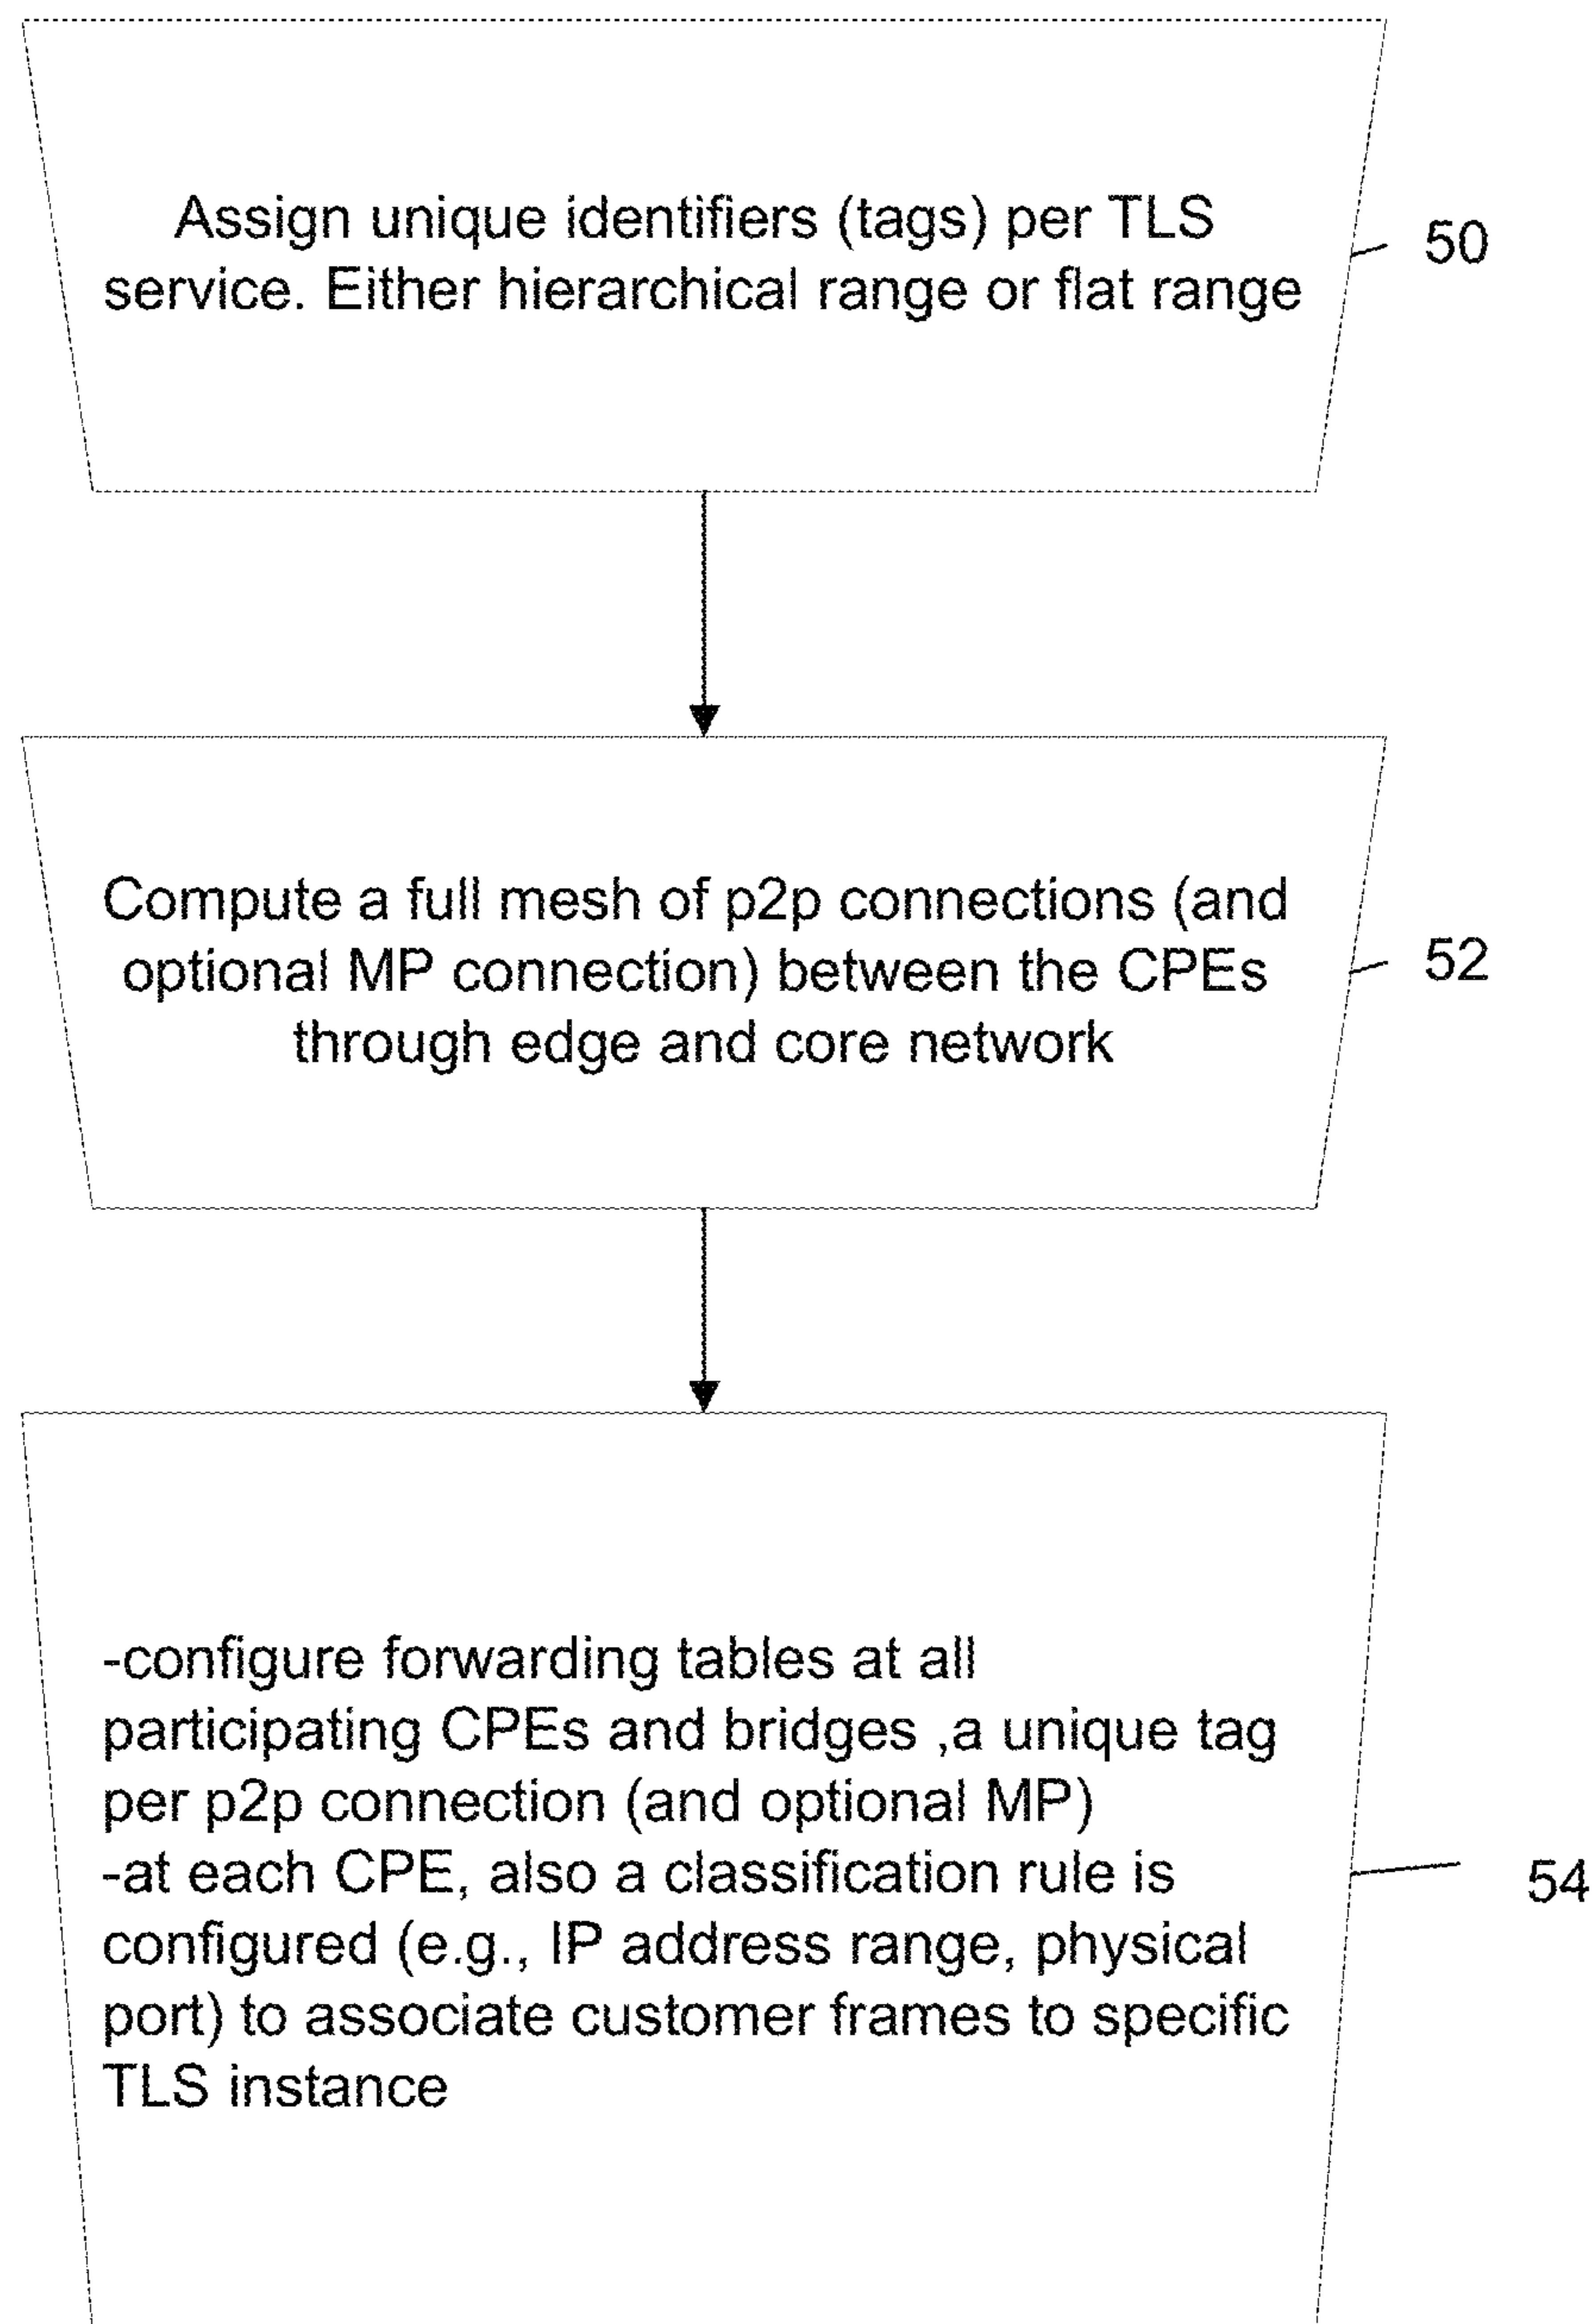 Assign unique identifiers (tags) per TLS
service. Either hierarchical range or flat range
50
Compute a full mesh of p2p connections (and
optional MP connection) between the CPEs
through edge and core network
52
-configure forwarding tables at all
participating CPEs and bridges ,a unique tag
per p2p connection (and optional MP)
-at each CPE, also a classification rule is
configured (e.g., IP address range, physical
port) to associate customer frames to specific
TLS instance
54